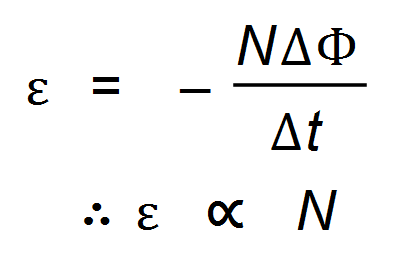 ε = – NΔΦ / Δt
∴ ε ∝ N